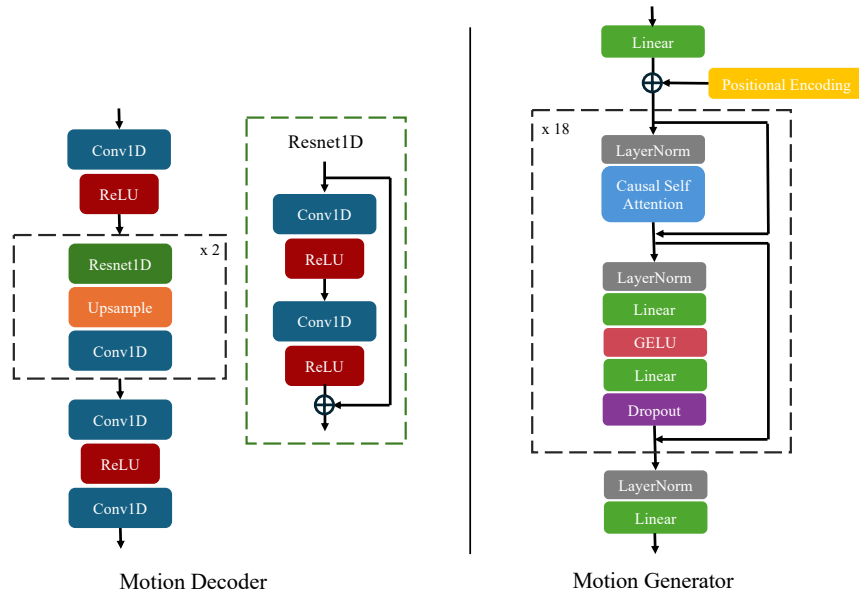 Conv1D
ReLU
x 2
Resnet1D
Upsample
Conv1D
Conv1D
ReLU
Conv1D
Resnet1D
Conv1D
ReLU
Conv1D
ReLU
Motion Decoder
Linear
Positional Encoding
x 18
LayerNorm
Causal Self
Attention
LayerNorm
Linear
GELU
Linear
Dropout
LayerNorm
Linear
Motion Generator